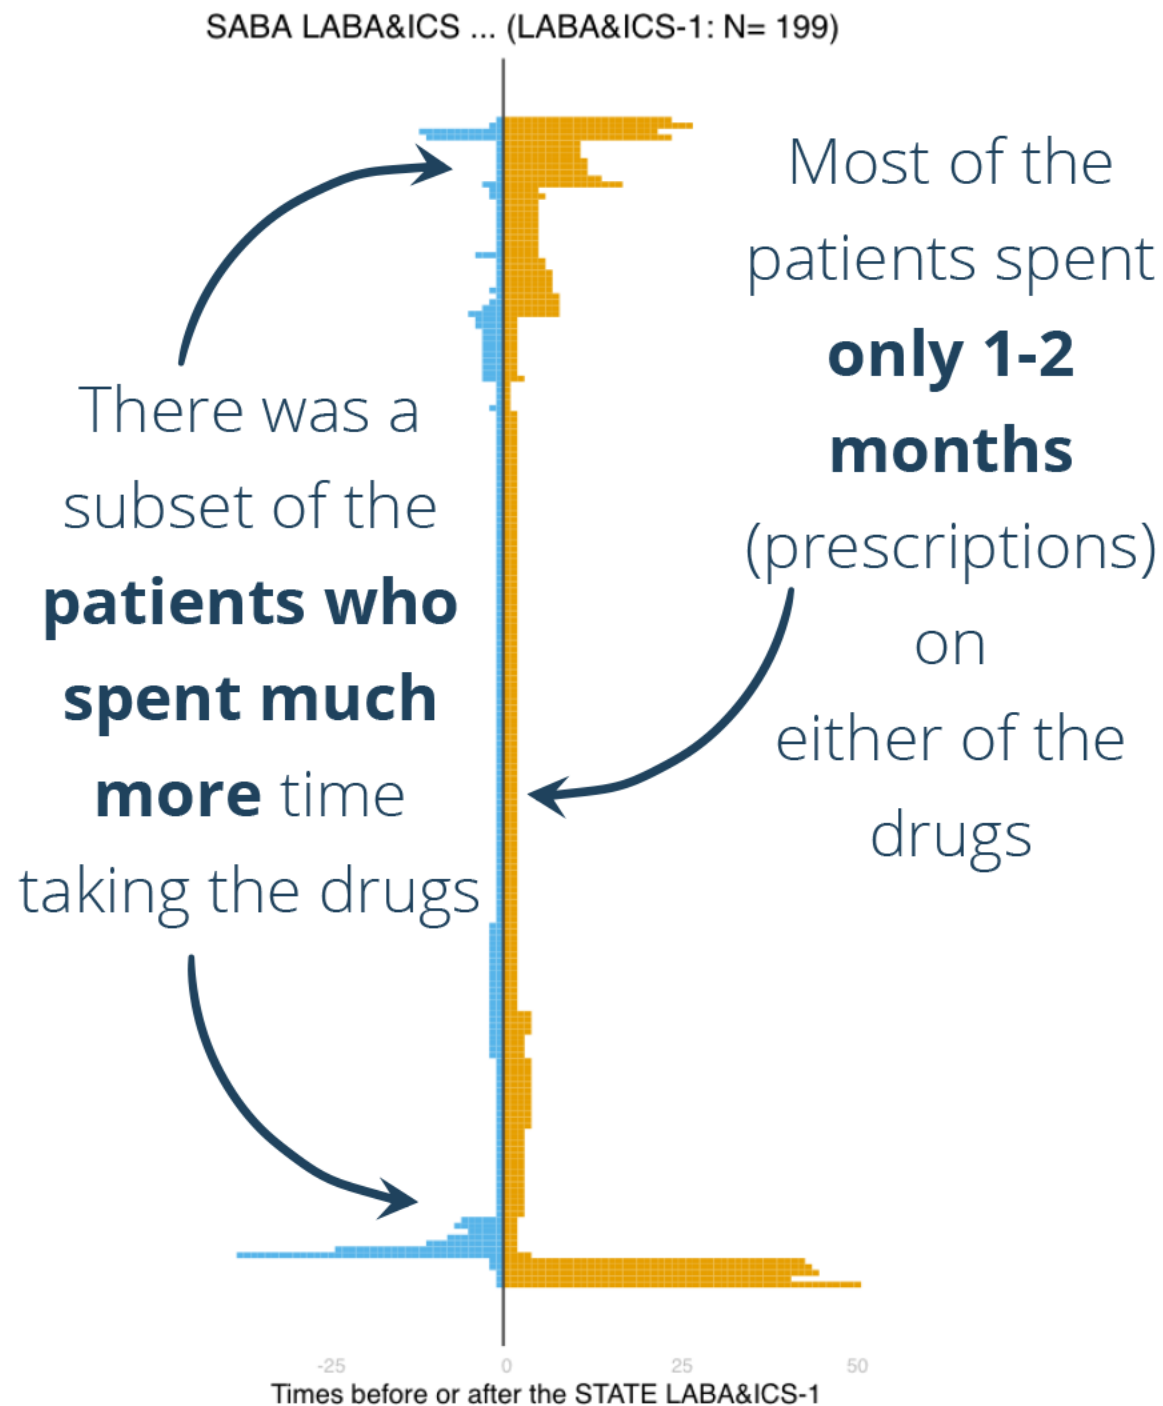 SABA LABA&ICS ... (LABA&ICS-1: N= 199)
There was a
subset of the
patients who
spent much
more time
taking the drugs
Most of the
patients spent
only 1-2
months
(prescriptions)
on
either of the
drugs
-25 0 25 50
Times before or after the STATE LABA&ICS-1